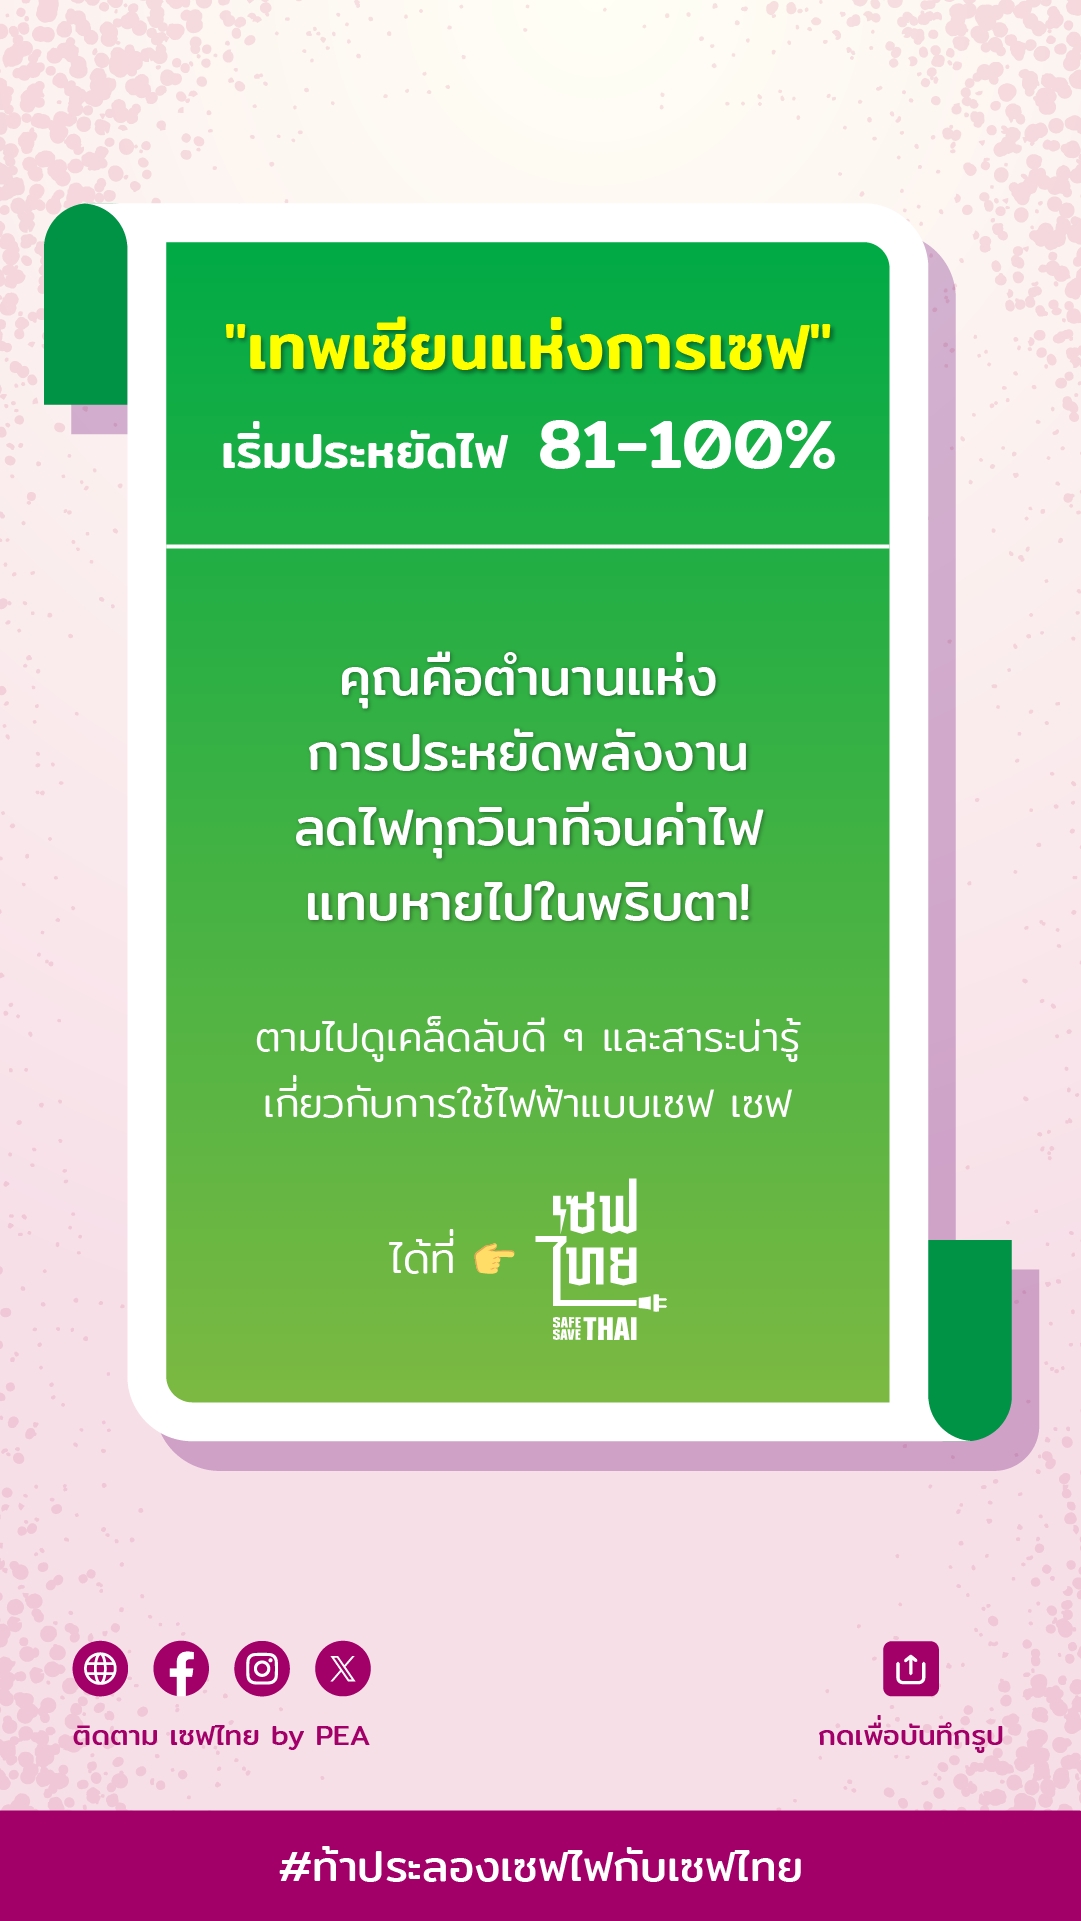 "เทพเซียนแห่งการเซฟ"
เริ่มประหยัดไฟ 81-100%
คุณคือตำนานแห่ง
การประหยัดพลังงาน
ลดไฟทุกวินาทีจนค่าไฟ
แทบหายไปในพริบตา!
ตามไปดูเคล็ดลับดี ๆ และสาระน่ารู้
เกี่ยวกับการใช้ไฟฟ้าแบบเซฟ เซฟ
ได้ที่ 👉
เซฟ
ไทย
SAFE
SAVE THAI
ติดตาม เซฟไทย by PEA
กดเพื่อบันทึกรูป
#ท้าประลองเซฟไฟกับเซฟไทย